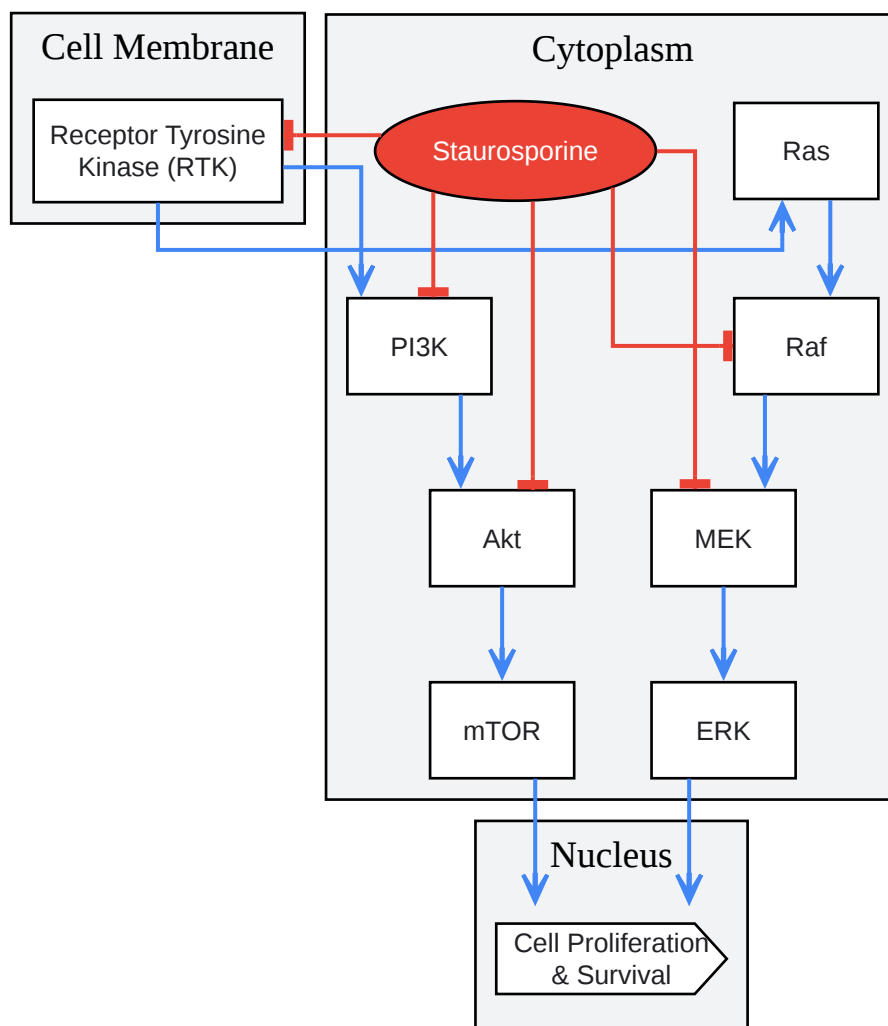 Cell Membrane
Cytoplasm
Receptor Tyrosine
Kinase (RTK)
Staurosporine
Ras
PI3K
Raf
Akt
MEK
mTOR
ERK
Nucleus
Cell Proliferation
& Survival